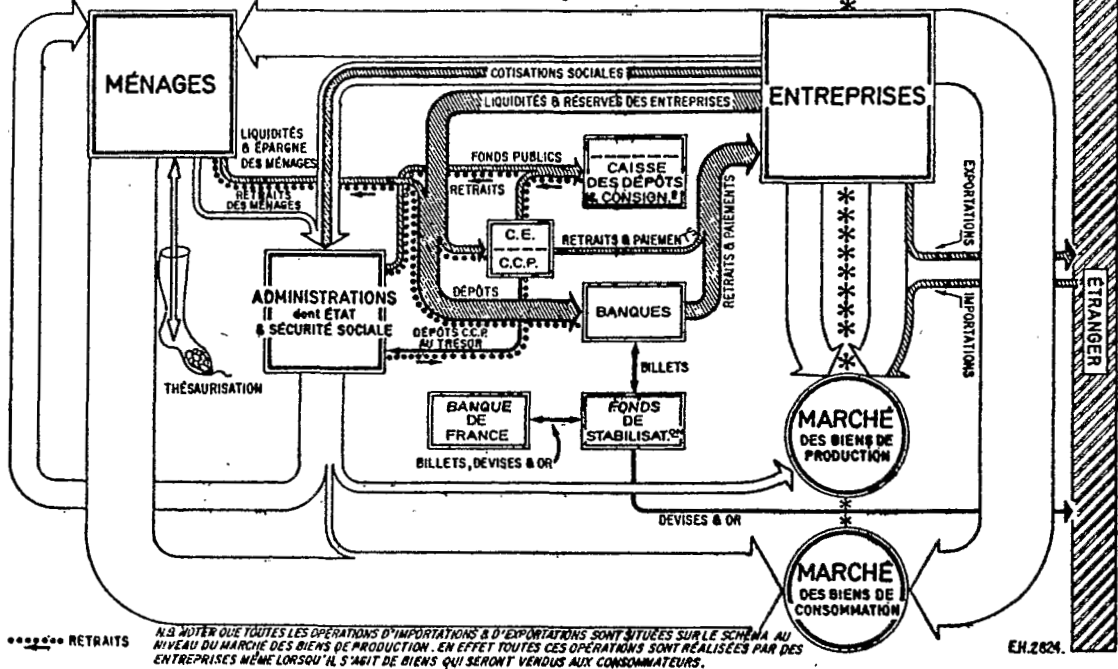 MÉNAGES
ENTREPRISES
COTISATIONS SOCIALES
LIQUIDITÉS & RÉSERVES DES ENTREPRISES
LIQUIDITÉS
& ÉPARGNE
DES MÉNAGES
RETRAITS
DES MÉNAGES
FONDS PUBLICS
RETRAITS
CAISSE
DES DÉPÔTS
& CONSIGN.
C.E.
C.C.P.
RETRAITS & PAIEMENTS
RETRAITS & PAIEMENTS
EXPORTATIONS
IMPORTATIONS
ÉTRANGER
ADMINISTRATIONS
dont ÉTAT
& SÉCURITÉ SOCIALE
DÉPÔTS
BANQUES
DÉPÔTS C.C.P.
AU TRÉSOR
THÉSAURISATION
BILLETS
BANQUE
DE
FRANCE
FONDS
DE
STABILISAT.ON
BILLETS, DEVISES & OR
MARCHÉ
DES BIENS DE
PRODUCTION
DEVISES & OR
MARCHÉ
DES BIENS DE
CONSOMMATION
RETRAITS
N.B. NOTER QUE TOUTES LES OPÉRATIONS D'IMPORTATIONS & D'EXPORTATIONS SONT SITUÉES SUR LE SCHÉMA AU
NIVEAU DU MARCHÉ DES BIENS DE PRODUCTION. EN EFFET TOUTES CES OPÉRATIONS SONT RÉALISÉES PAR DES
ENTREPRISES MÊME LORSQU'IL S'AGIT DE BIENS QUI SERONT VENDUS AUX CONSOMMATEURS.
E.H. 2824.